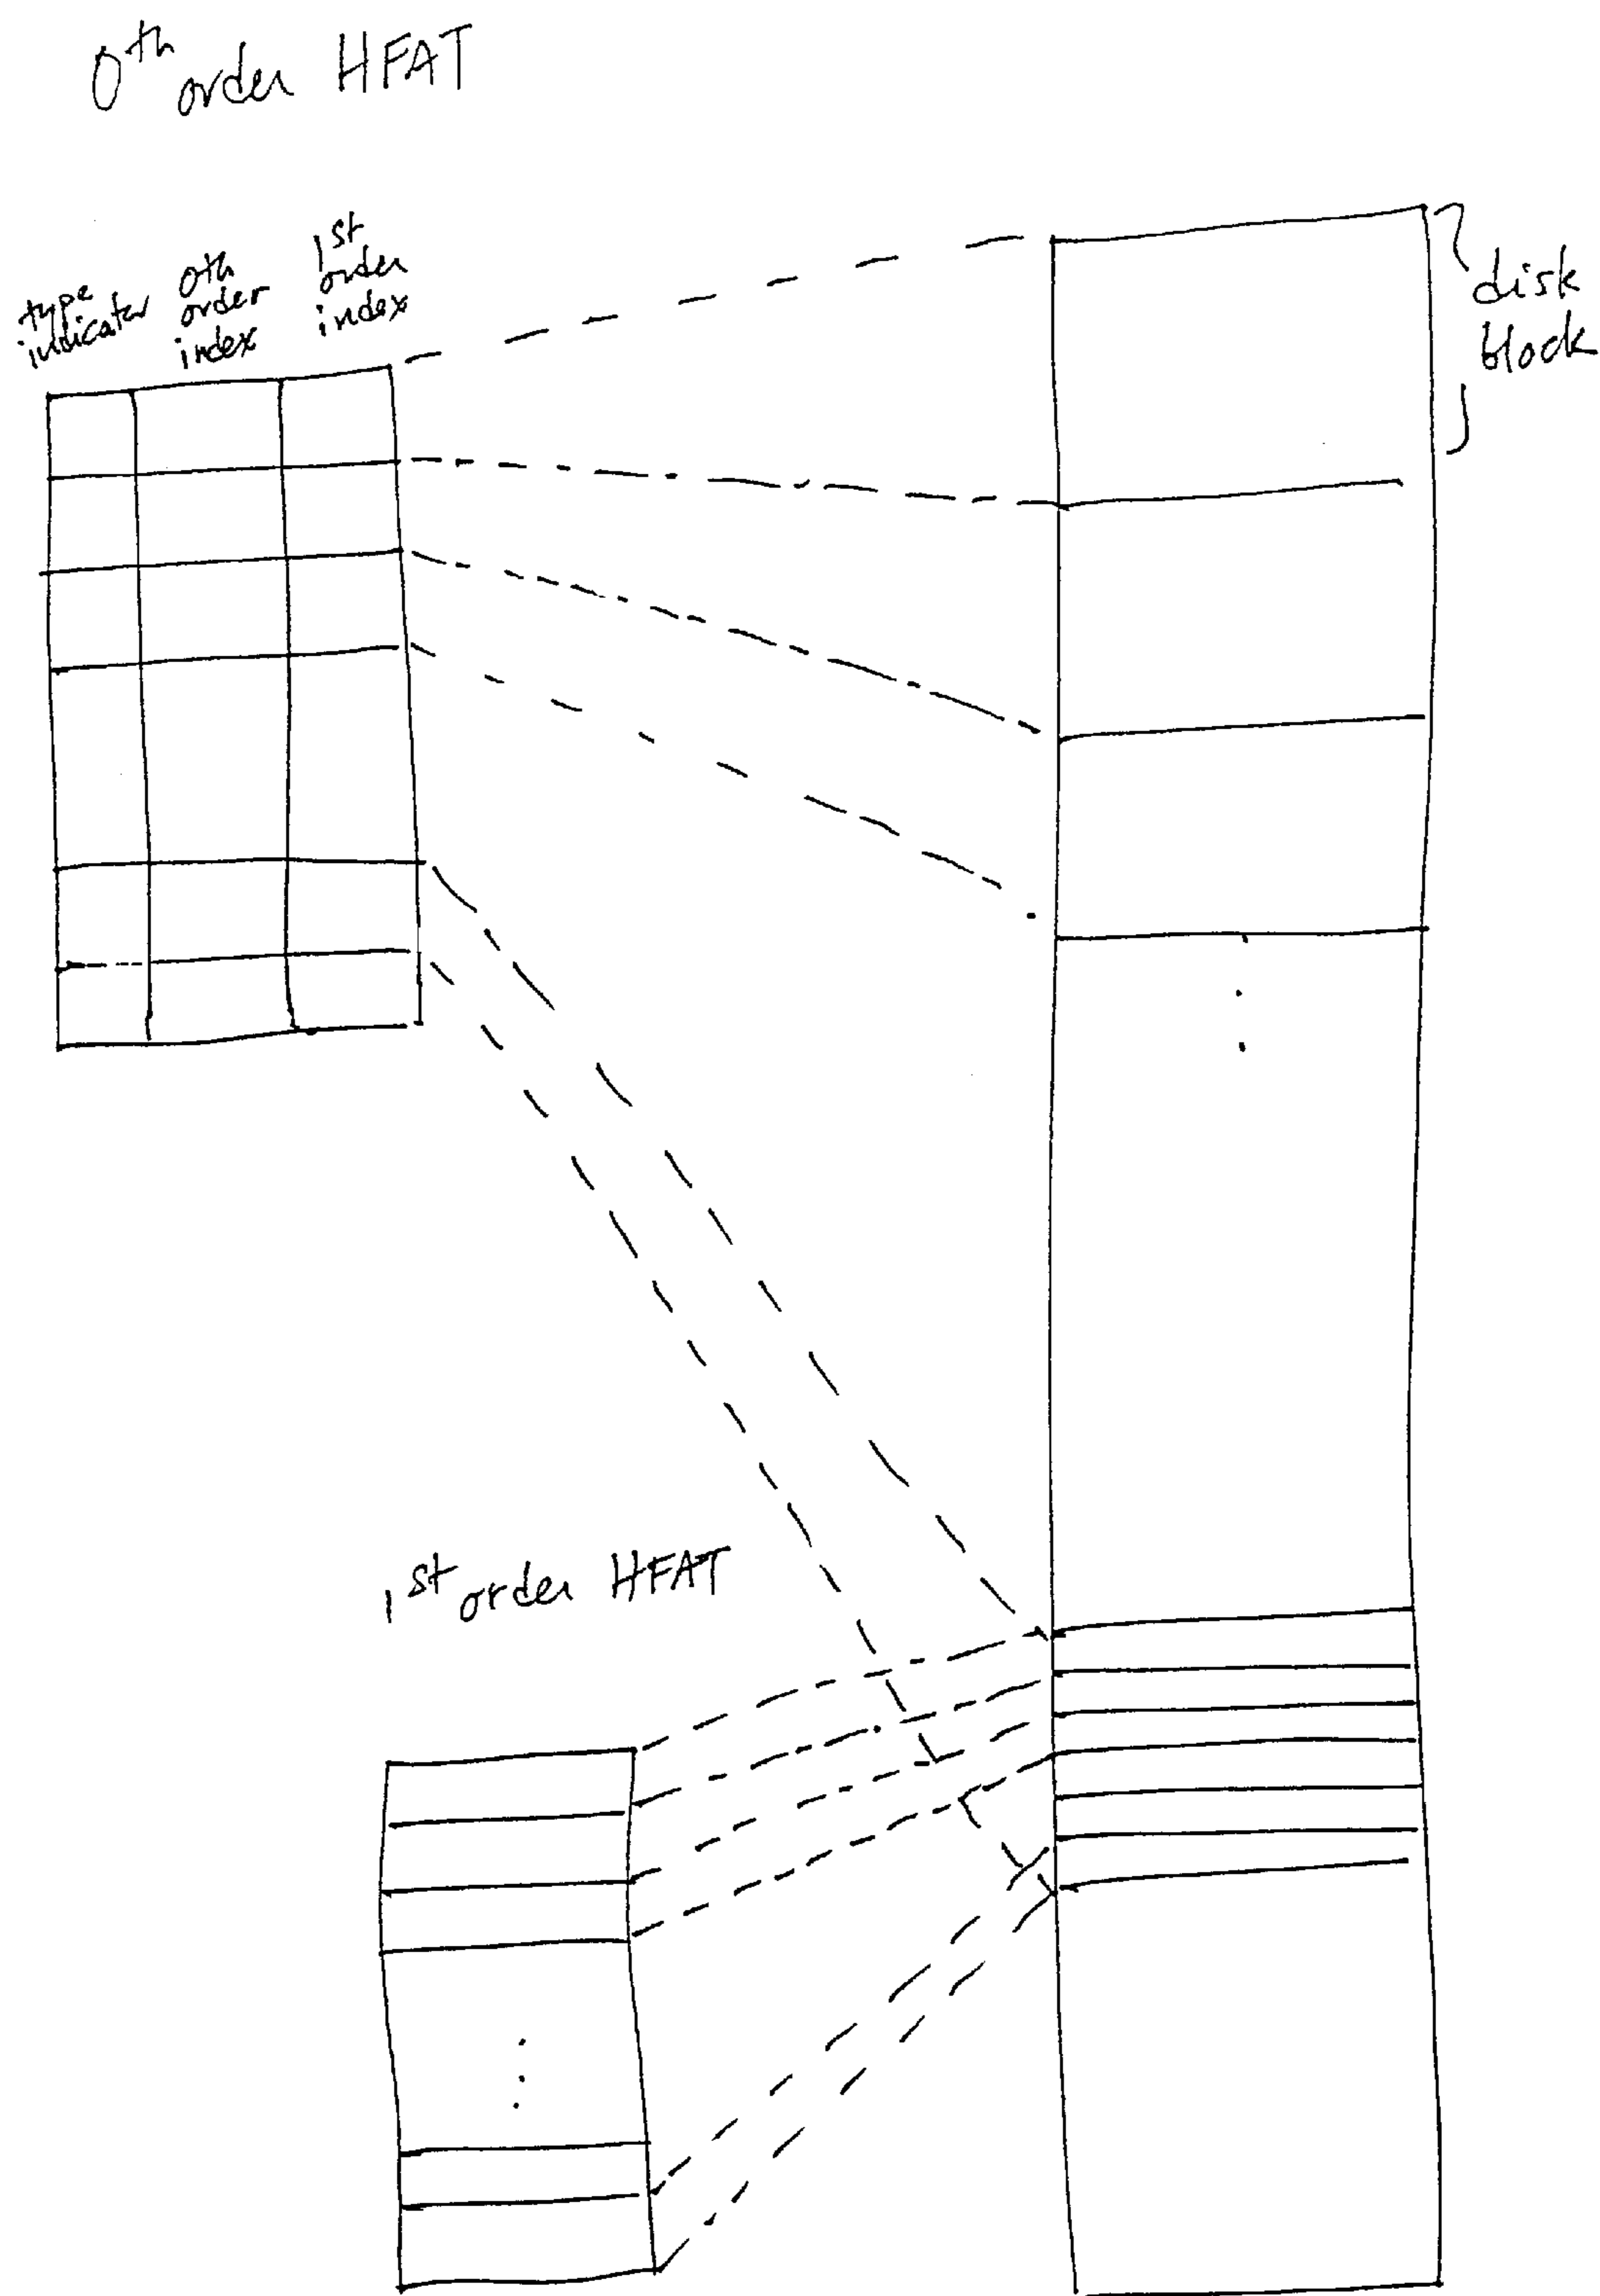 0th order HFAT
type
indicator
0th
order
index
1st
order
index
disk
block
1st order HFAT